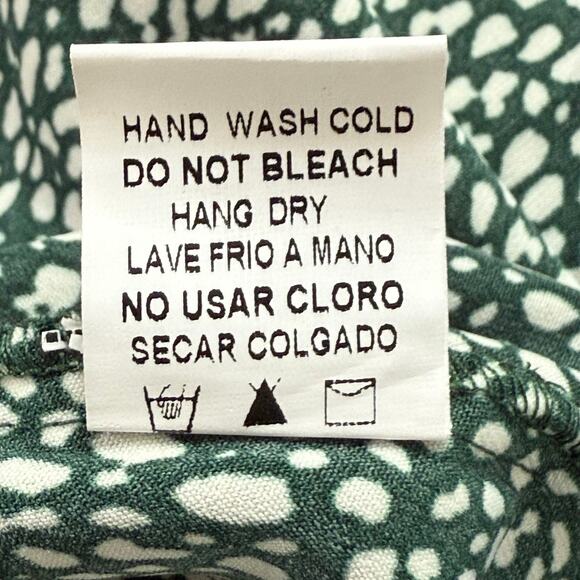 HAND WASH COLD
DO NOT BLEACH
HANG DRY
LAVE FRIO A MANO
NO USAR CLORO
SECAR COLGADO